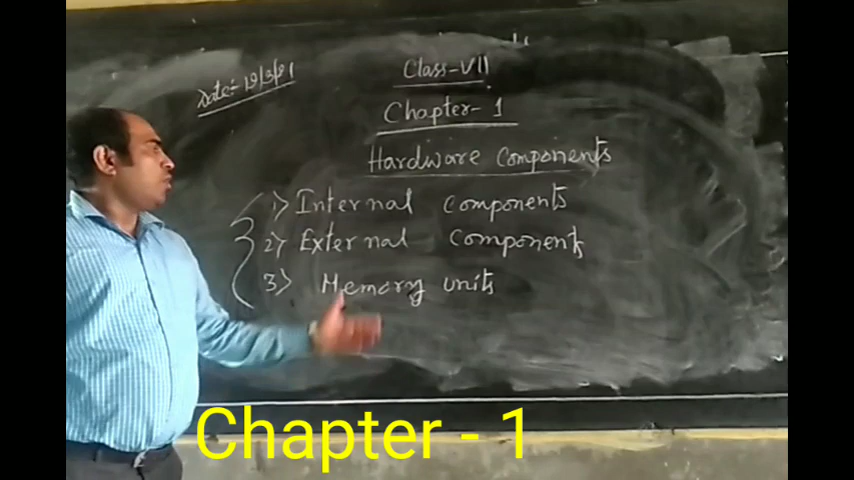 Date:- 19/3/21
Class-VII
Chapter-1
Hardware Components
1) Internal Components
2) External Components
3) Memory units
Chapter - 1